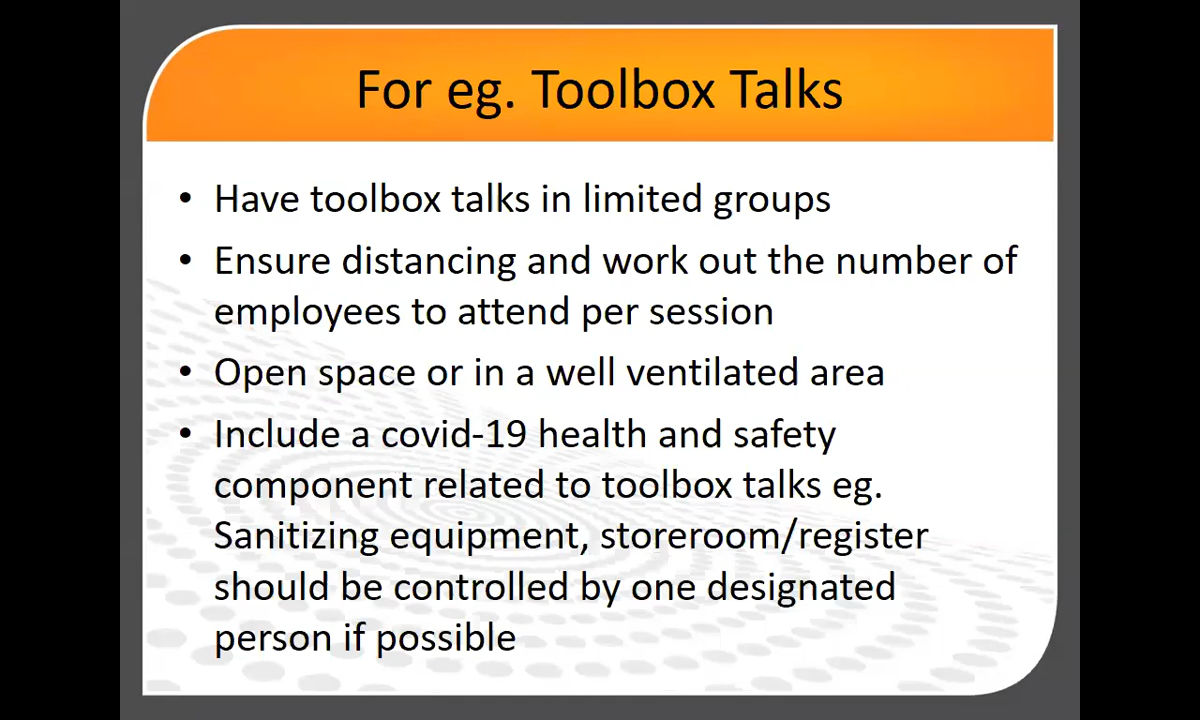 For eg. Toolbox Talks
• Have toolbox talks in limited groups
• Ensure distancing and work out the number of
employees to attend per session
• Open space or in a well ventilated area
• Include a covid-19 health and safety
component related to toolbox talks eg.
Sanitizing equipment, storeroom/register
should be controlled by one designated
person if possible